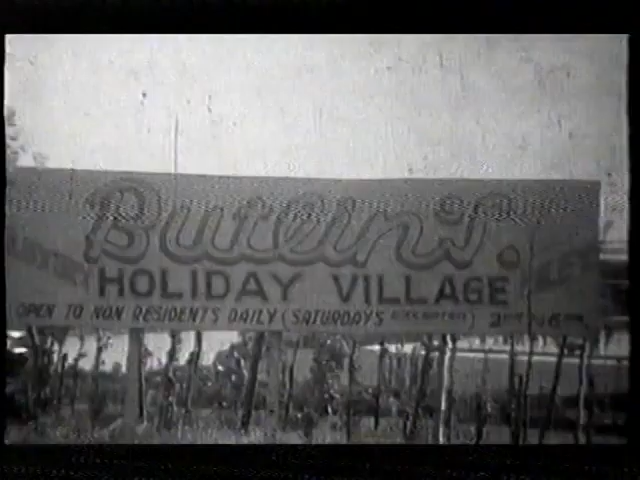 Butlin's.
HOLIDAY VILLAGE
OPEN TO NON RESIDENTS DAILY (SATURDAYS